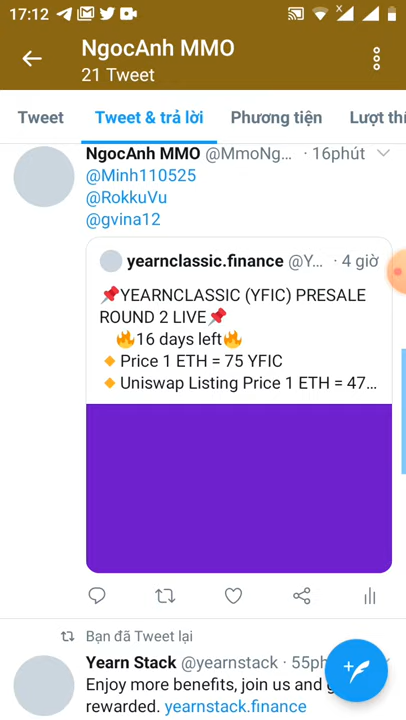 17:12
NgocAnh MMO
21 Tweet
Tweet Tweet & trả lời Phương tiện Lượt thí
NgocAnh MMO @MmoNg... · 16phút
@Minh110525
@RokkuVu
@gvina12
yearnclassic.finance @Y... · 4 giờ
📌YEARNCLASSIC (YFIC) PRESALE
ROUND 2 LIVE📌
🔥16 days left🔥
🔸Price 1 ETH = 75 YFIC
🔸Uniswap Listing Price 1 ETH = 47...
Bạn đã Tweet lại
Yearn Stack @yearnstack · 55ph
Enjoy more benefits, join us and g
rewarded. yearnstack.finance